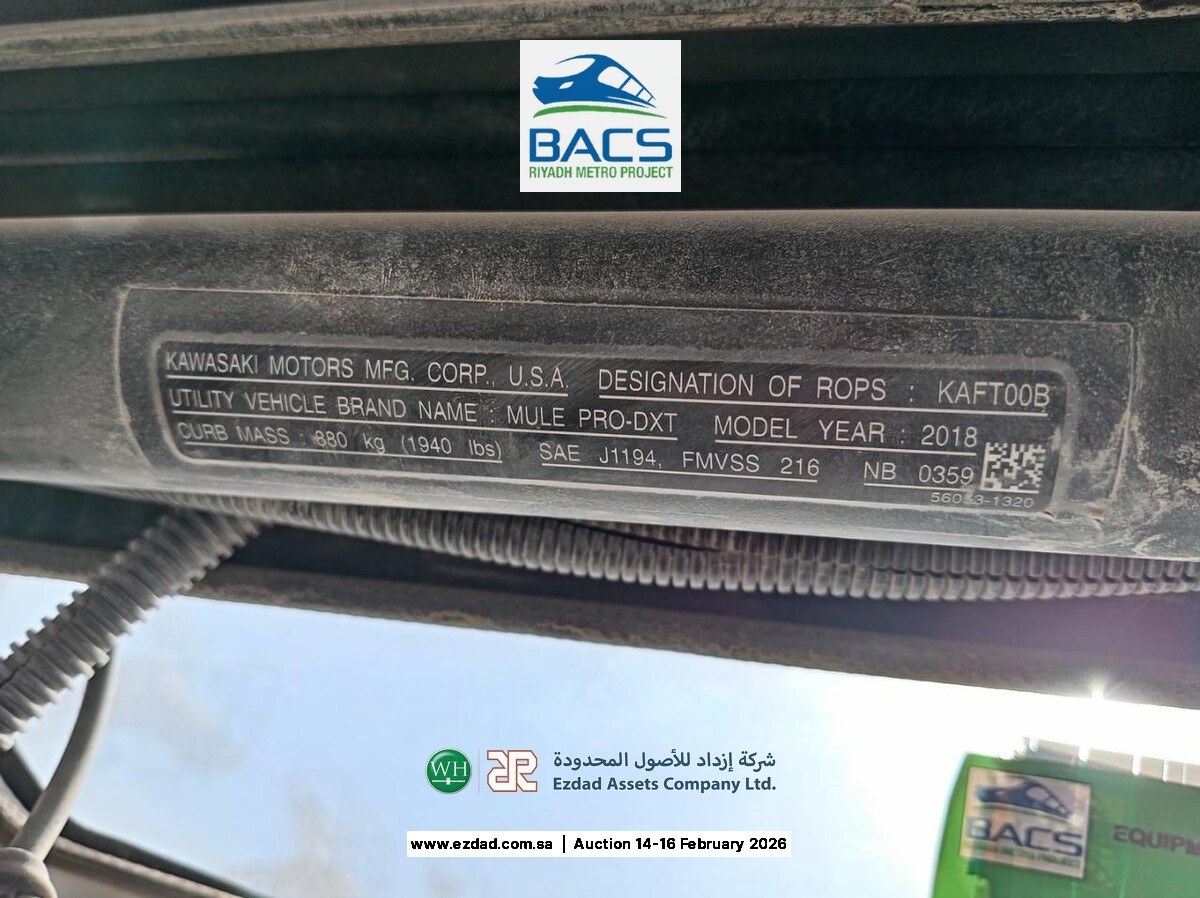 BACS
RIYADH METRO PROJECT
KAWASAKI MOTORS MFG. CORP., U.S.A. DESIGNATION OF ROPS : KAFT00B
UTILITY VEHICLE BRAND NAME : MULE PRO-DXT MODEL YEAR : 2018
CURB MASS : 880 kg (1940 lbs) SAE J1194, FMVSS 216 NB 0359
WH
شركة إزداد للأصول المحدودة
Ezdad Assets Company Ltd.
www.ezdad.com.sa | Auction 14-16 February 2026
BACS